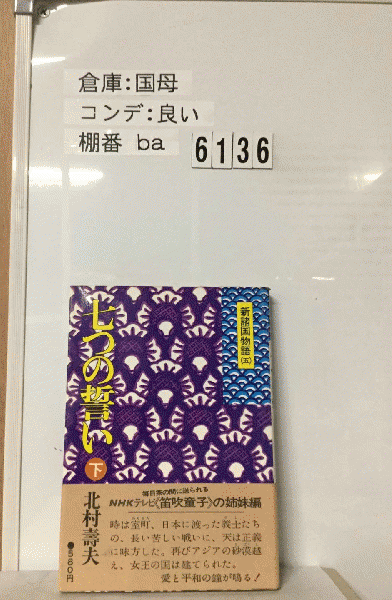 倉庫:国母
コンデ:良い
棚番 ba 6136
新諸国物語
(五)
七つの誓い
下
北村壽夫
●580円
NHKテレビ〈笛吹童子〉の姉妹編
時は室町、日本に渡った義士たち
の、長い苦しい戦いに、天は正義
に味方した。再びアジアの砂漠越
え、女王の国は建てられた。
愛と平和の鐘が鳴る!